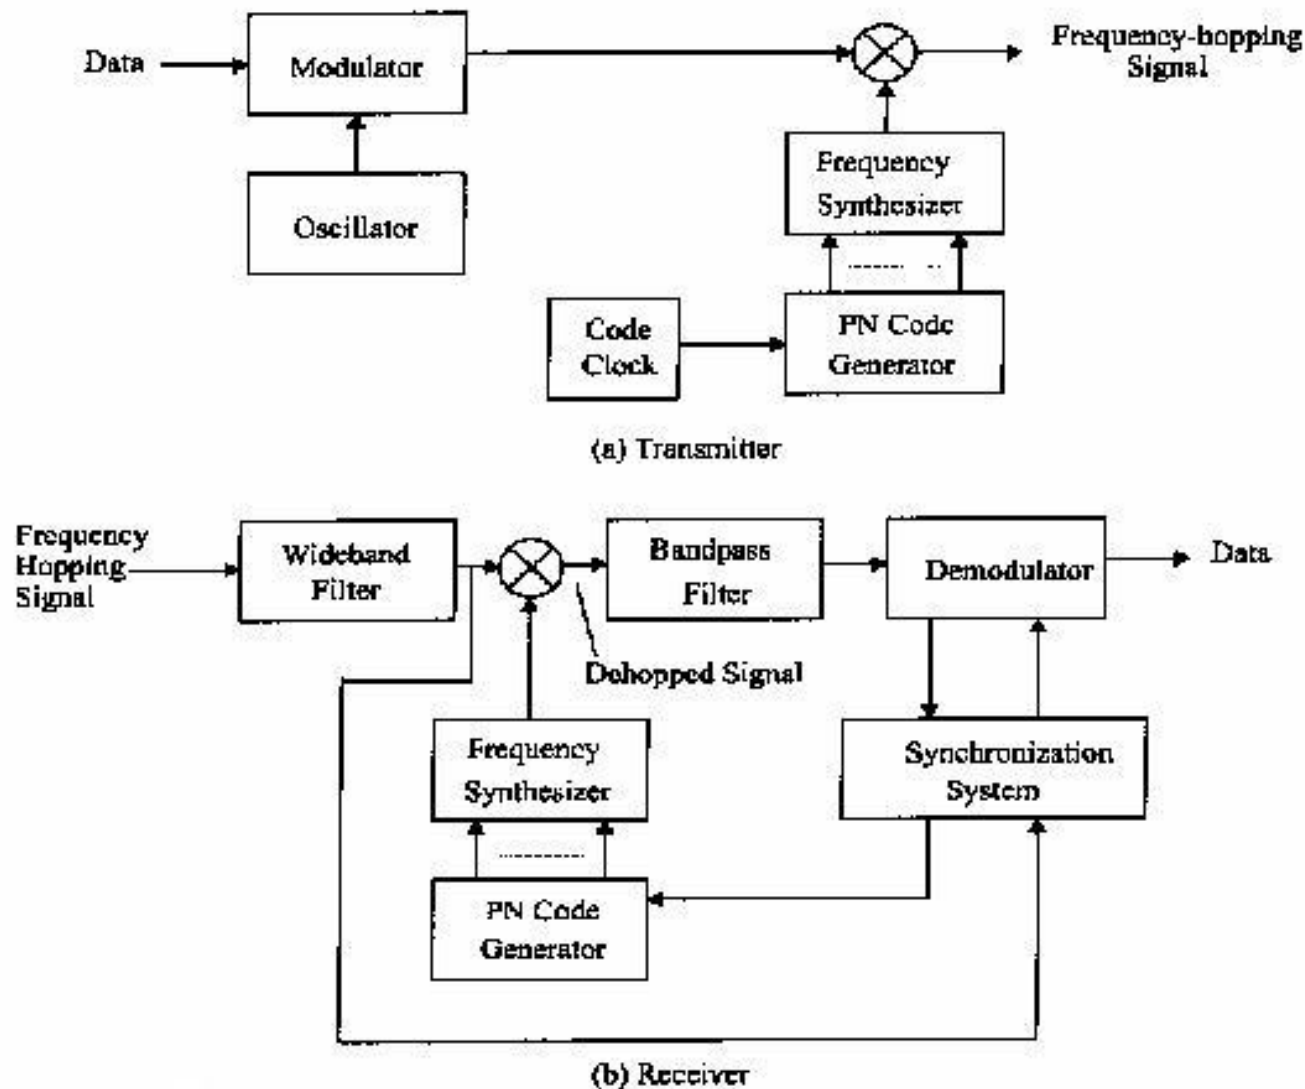 Data
Modulator
Frequency-hopping
Signal
Oscillator
Frequency
Synthesizer
Code
Clock
PN Code
Generator
(a) Transmitter
Frequency
Hopping
Signal
Wideband
Filter
Bandpass
Filter
Demodulator
Data
Dehopped Signal
Frequency
Synthesizer
Synchronization
System
PN Code
Generator
(b) Receiver